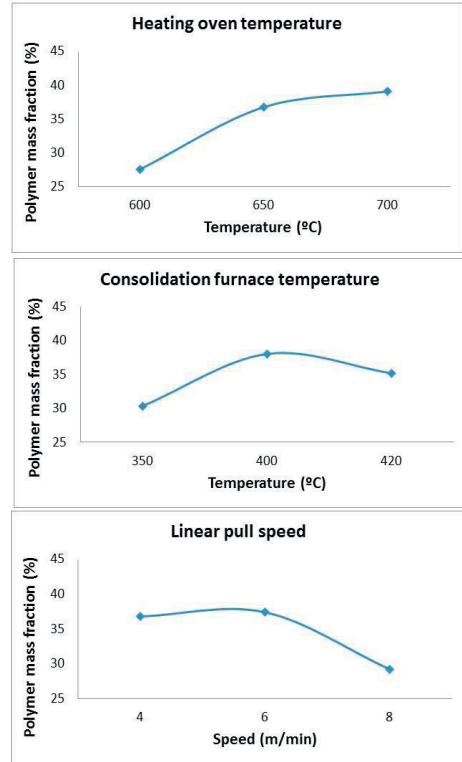 Heating oven temperature
Polymer mass fraction (%)
45
40
35
30
25
600 650 700
Temperature (ºC)
Consolidation furnace temperature
Polymer mass fraction (%)
45
40
35
30
25
350 400 420
Temperature (ºC)
Linear pull speed
Polymer mass fraction (%)
45
40
35
30
25
4 6 8
Speed (m/min)